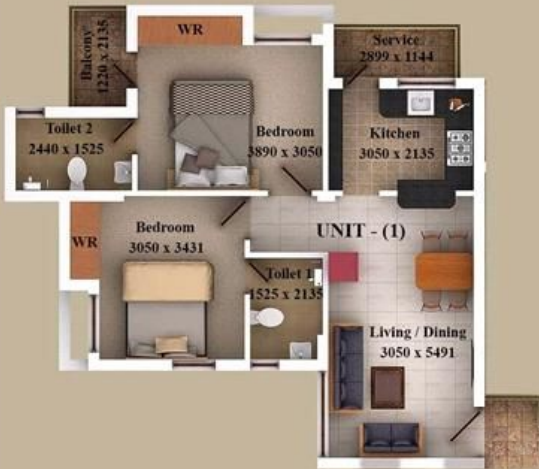 WR
Balcony
1220 x 2135
Service
2899 x 1144
Toilet 2
2440 x 1525
Bedroom
3890 x 3050
Kitchen
3050 x 2135
WR
Bedroom
3050 x 3431
UNIT - (1)
Toilet 1
1525 x 2135
Living / Dining
3050 x 5491